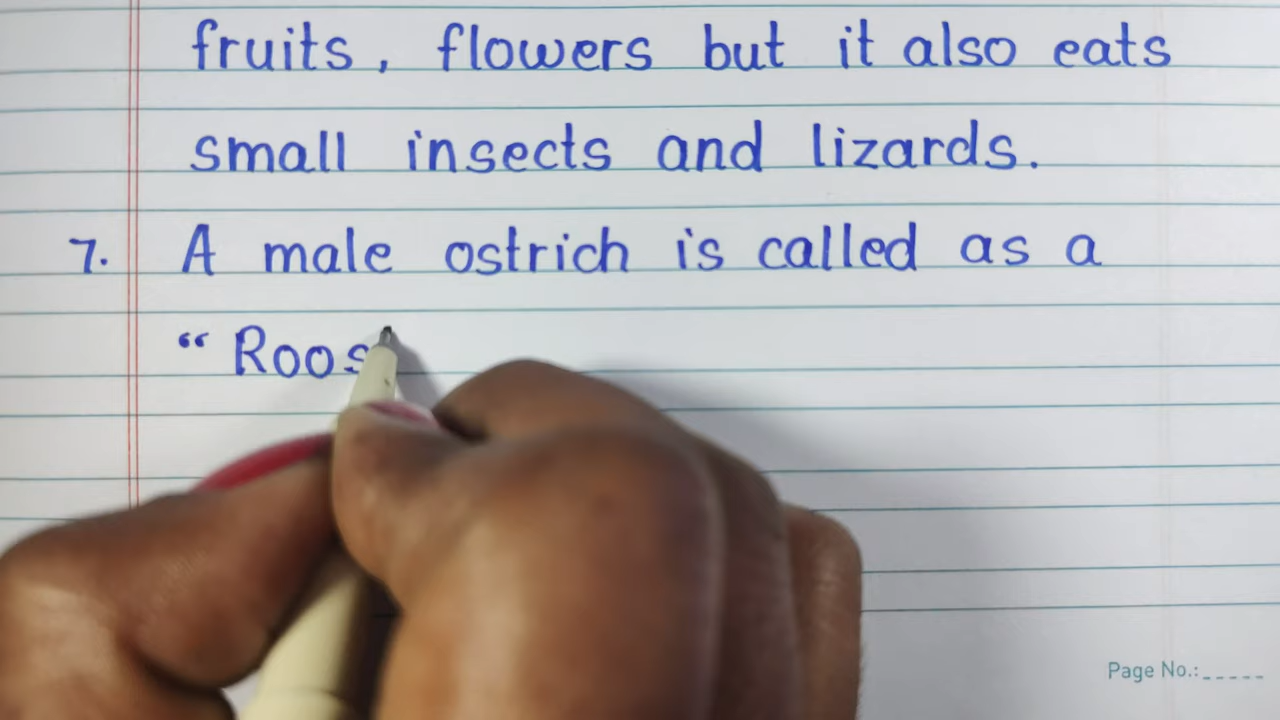 fruits, flowers but it also eats
small insects and lizards.
7. A male ostrich is called as a
“ Roos
Page No.:_____